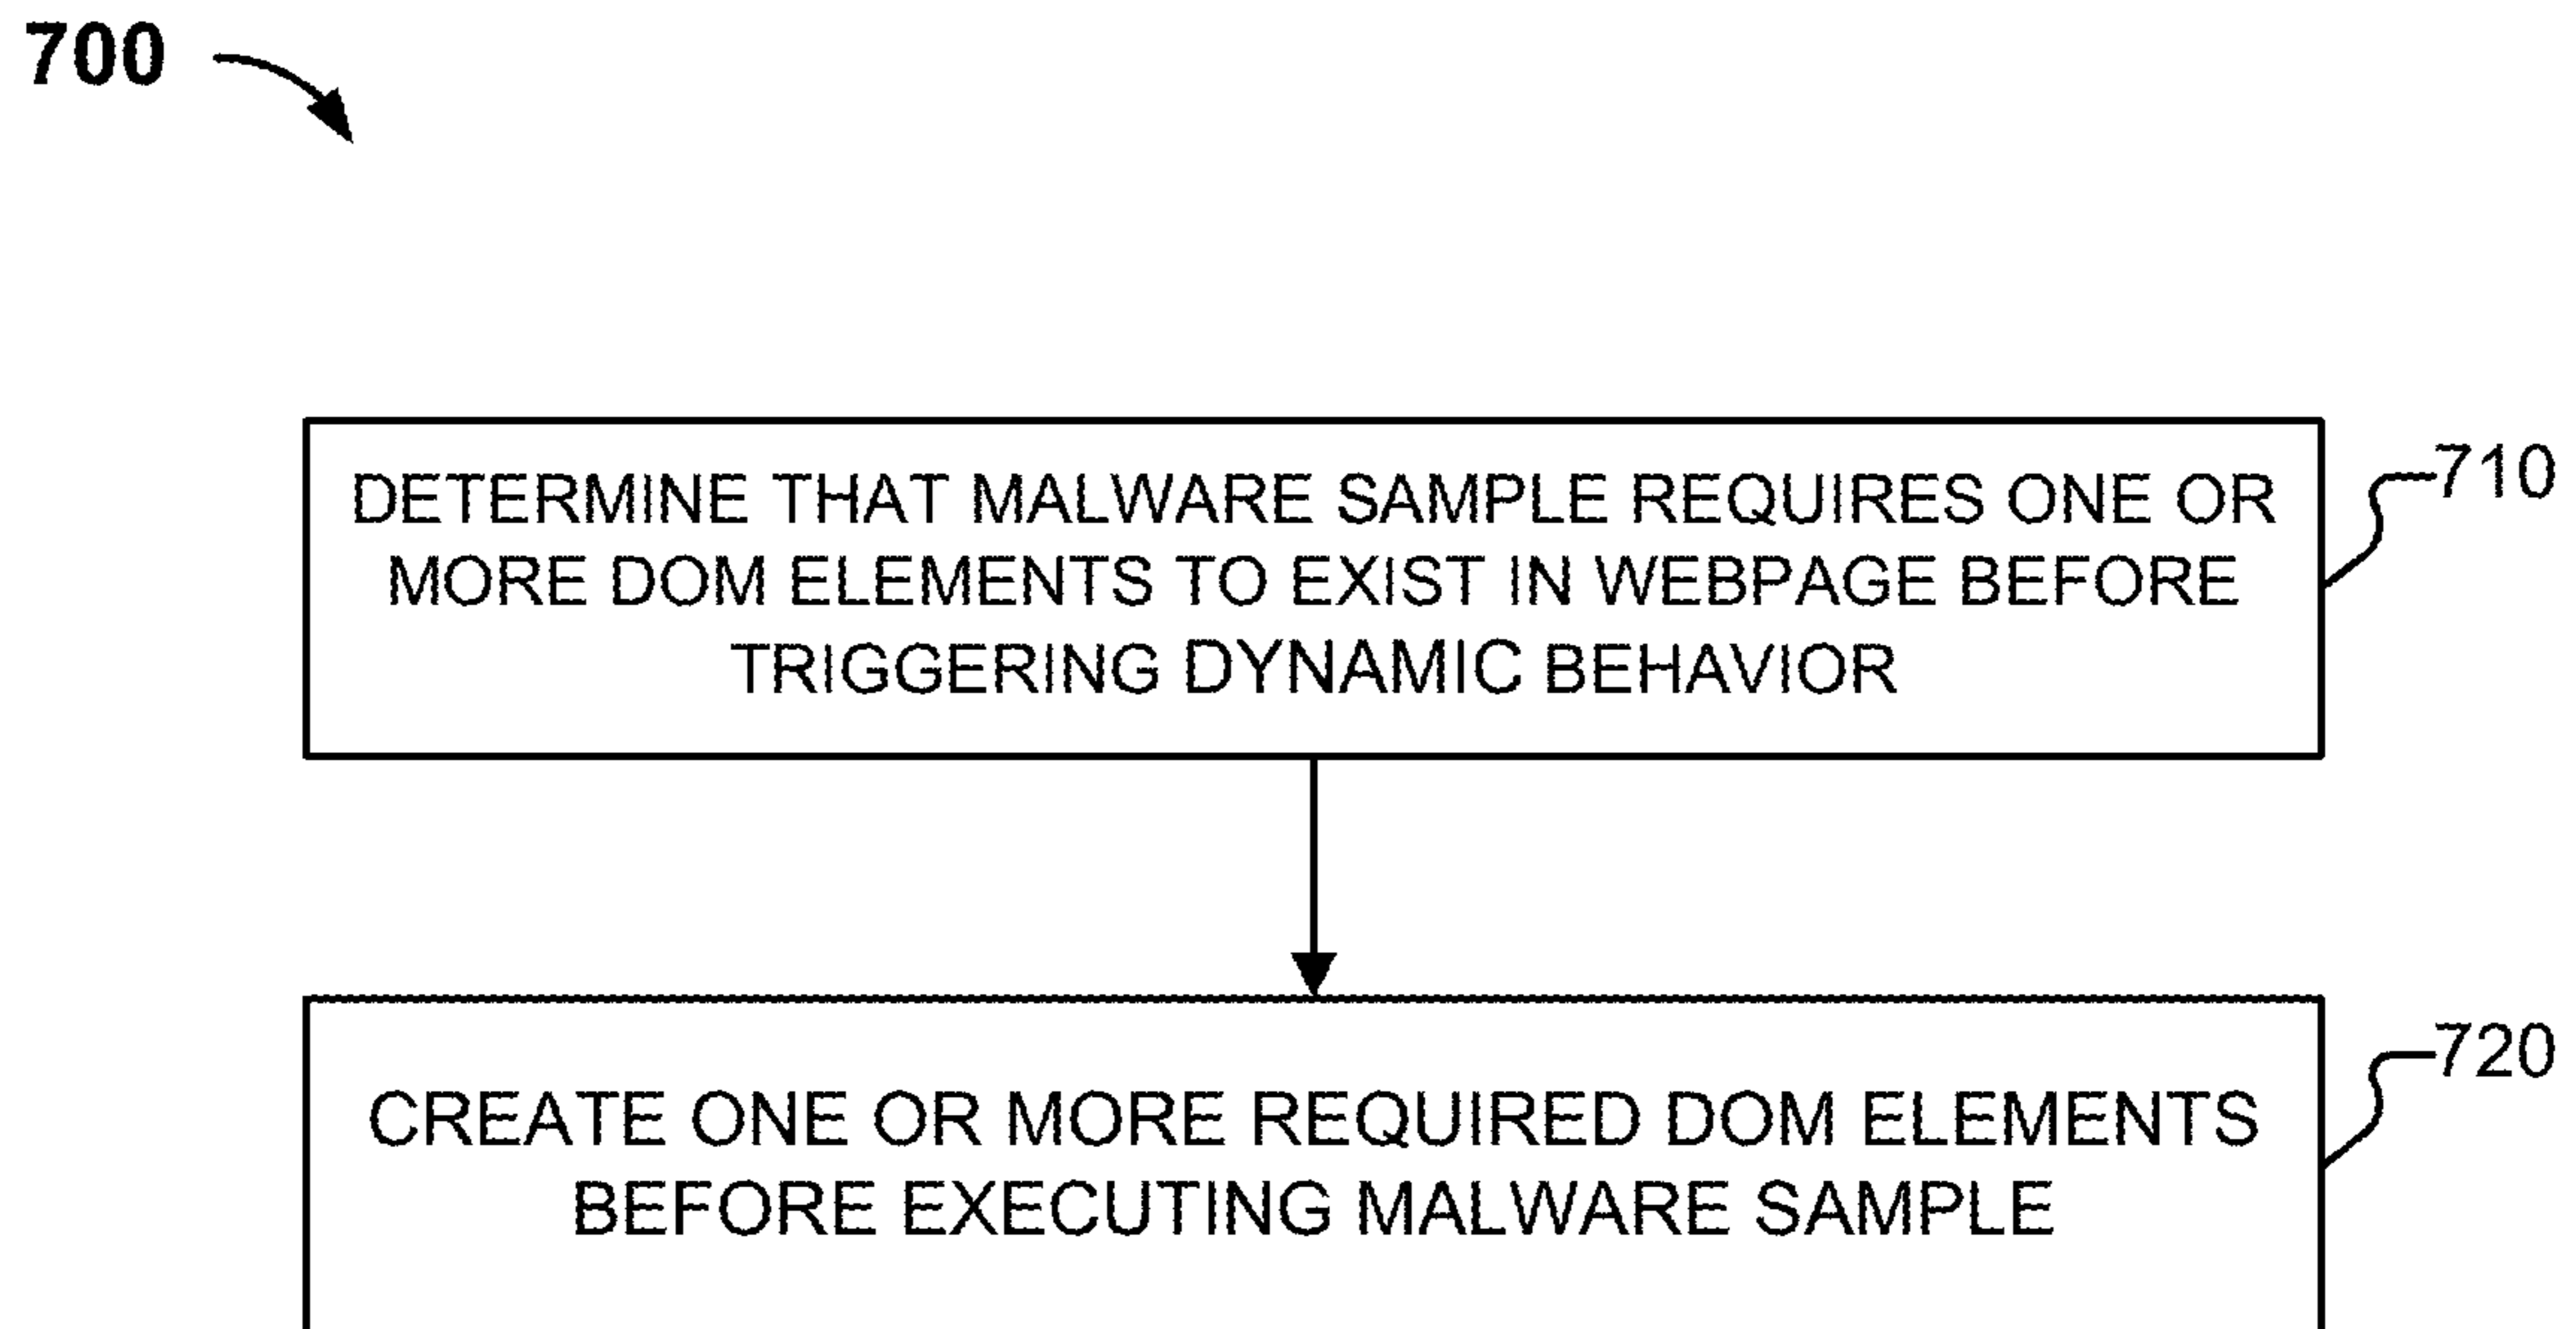 700
DETERMINE THAT MALWARE SAMPLE REQUIRES ONE OR
MORE DOM ELEMENTS TO EXIST IN WEBPAGE BEFORE
TRIGGERING DYNAMIC BEHAVIOR
710
CREATE ONE OR MORE REQUIRED DOM ELEMENTS
BEFORE EXECUTING MALWARE SAMPLE
720